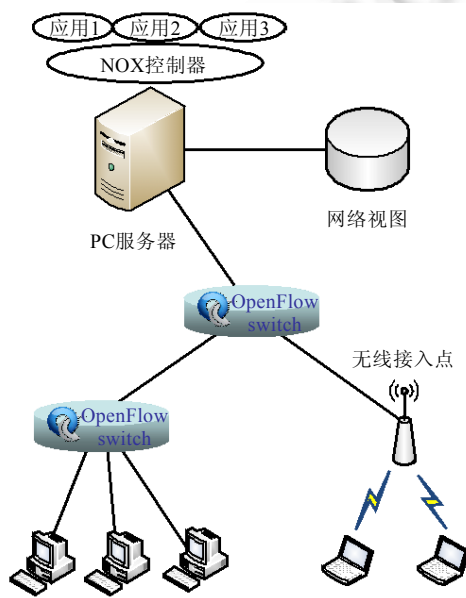 应用1 应用2 应用3
NOX控制器
PC服务器
网络视图
OpenFlow
switch
无线接入点
OpenFlow
switch